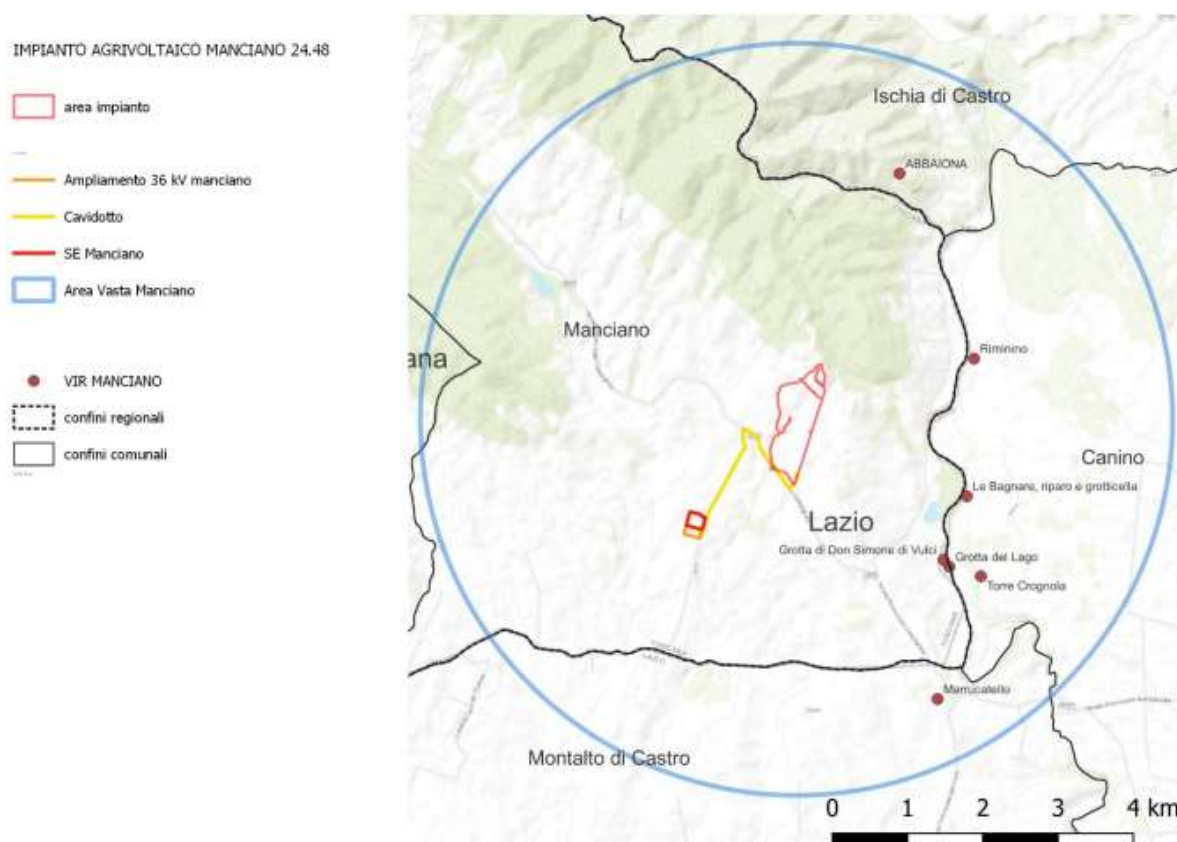 IMPIANTO AGRIVOLTAICO MANCIANO 24.48
area impianto
Ampliamento 36 kV manciano
Cavidotto
SE Manciano
Area Vasta Manciano
VIR MANCIANO
confini regionali
confini comunali
Ischia di Castro
ABBAIONA
Manciano
ana
Riminino
Canino
Le Bagnare, riparo e grotticella
Lazio
Grotta di Don Simone di Vulci
Grotta del Lago
Torre Crognola
Marrucatello
Montalto di Castro
0 1 2 3 4 km